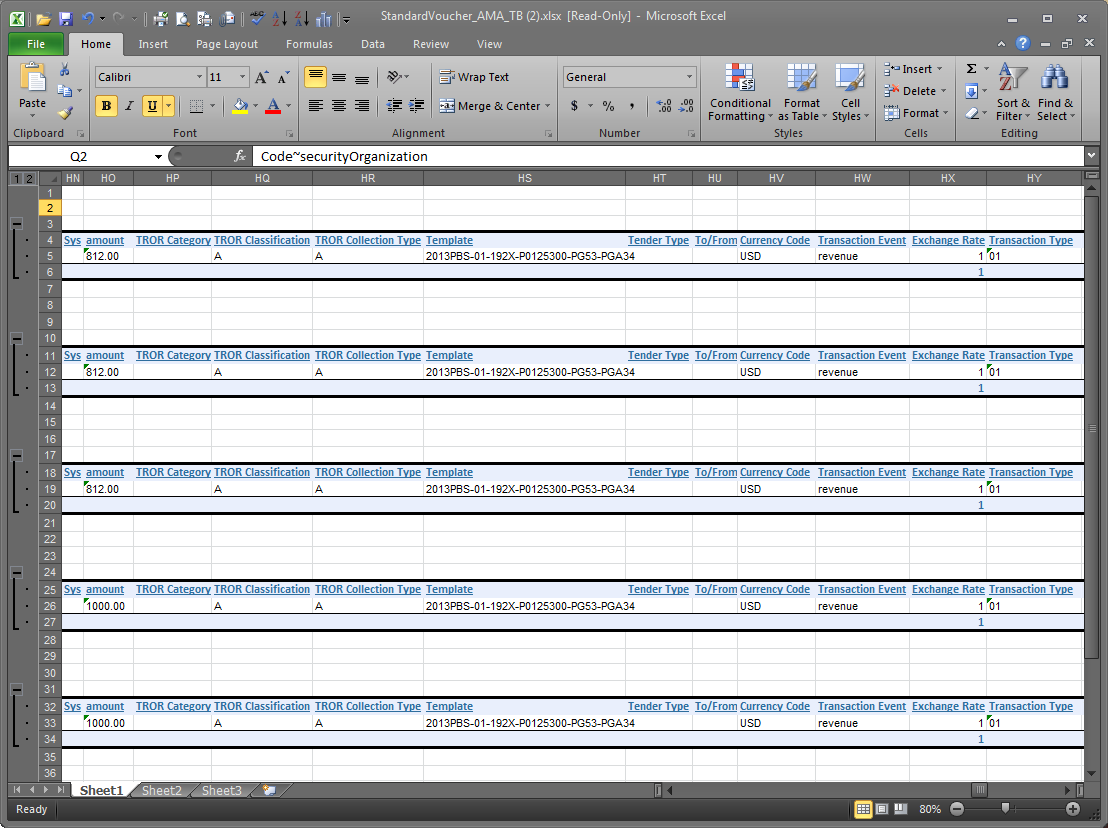 StandardVoucher_AMA_TB (2).xlsx [Read-Only] - Microsoft Excel
File Home Insert Page Layout Formulas Data Review View
Calibri 11 Wrap Text General Insert
Paste Merge & Center $ % , Conditional Formatting Format as Table Cell Styles Delete Format Sort & Filter Find & Select
Clipboard Font Alignment Number Styles Cells Editing
Q2 fx Code~securityOrganization
1 2 HN HO HP HQ HR HS HT HU HV HW HX HY
1
2
3
4 Sys amount TROR Category TROR Classification TROR Collection Type Template Tender Type To/From Currency Code Transaction Event Exchange Rate Transaction Type
5 812.00 A A 2013PBS-01-192X-P0125300-PG53-PGA34 USD revenue 1 01
6 1
7
8
9
10
11 Sys amount TROR Category TROR Classification TROR Collection Type Template Tender Type To/From Currency Code Transaction Event Exchange Rate Transaction Type
12 812.00 A A 2013PBS-01-192X-P0125300-PG53-PGA34 USD revenue 1 01
13 1
14
15
16
17
18 Sys amount TROR Category TROR Classification TROR Collection Type Template Tender Type To/From Currency Code Transaction Event Exchange Rate Transaction Type
19 812.00 A A 2013PBS-01-192X-P0125300-PG53-PGA34 USD revenue 1 01
20 1
21
22
23
24
25 Sys amount TROR Category TROR Classification TROR Collection Type Template Tender Type To/From Currency Code Transaction Event Exchange Rate Transaction Type
26 1000.00 A A 2013PBS-01-192X-P0125300-PG53-PGA34 USD revenue 1 01
27 1
28
29
30
31
32 Sys amount TROR Category TROR Classification TROR Collection Type Template Tender Type To/From Currency Code Transaction Event Exchange Rate Transaction Type
33 1000.00 A A 2013PBS-01-192X-P0125300-PG53-PGA34 USD revenue 1 01
34 1
35
36
Sheet1 Sheet2 Sheet3
Ready 80%